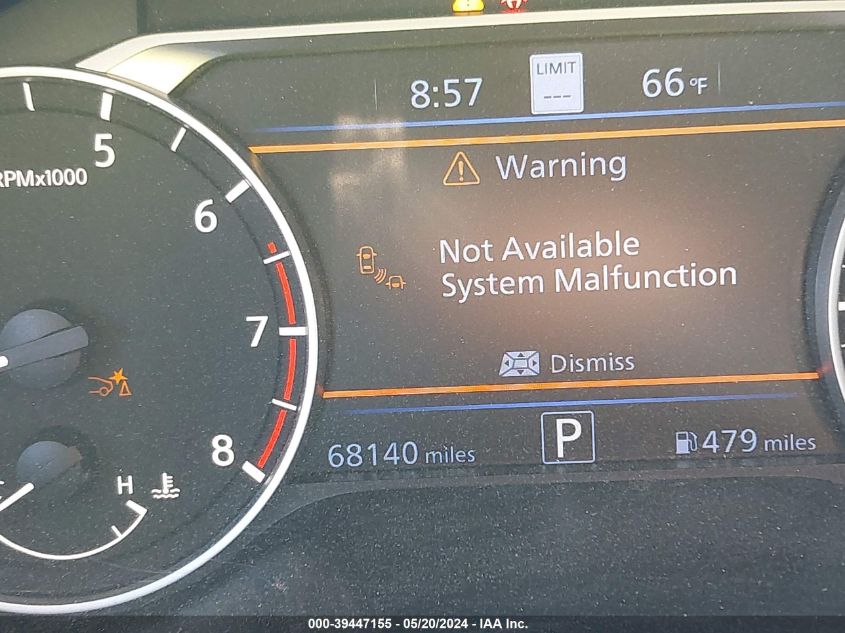 8:57
LIMIT
---
66 °F
5
RPMx1000
6
7
8
H
Warning
Not Available
System Malfunction
Dismiss
68140 miles
P
479 miles
000-39447155 - 05/20/2024 - IAA Inc.